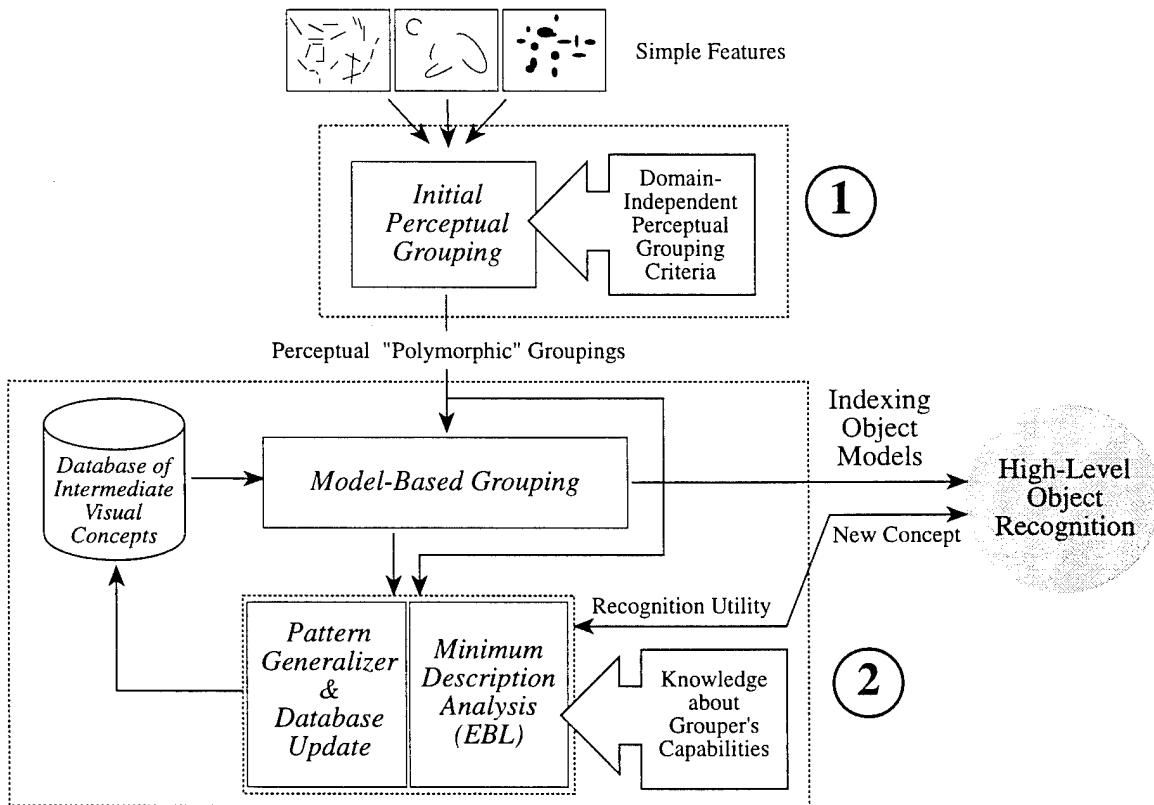 Simple Features
Initial
Perceptual
Grouping
Domain-
Independent
Perceptual
Grouping
Criteria
1
Perceptual "Polymorphic" Groupings
Database of
Intermediate
Visual
Concepts
Model-Based Grouping
Indexing
Object
Models
High-Level
Object
Recognition
New Concept
Recognition Utility
Pattern
Generalizer
&
Database
Update
Minimum
Description
Analysis
(EBL)
Knowledge
about
Grouper's
Capabilities
2